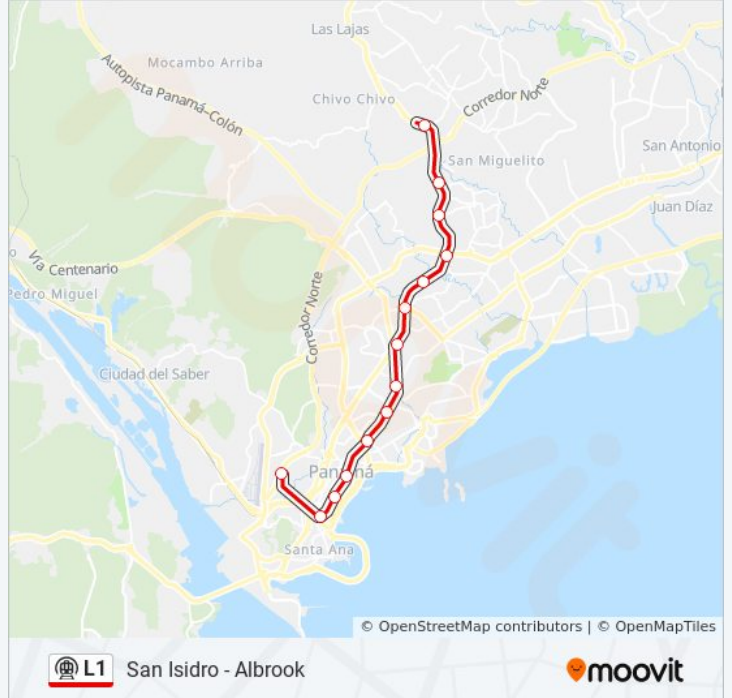 Las Lajas
Mocambo Arriba
Autopista Panamá-Colón
Chivo Chivo
Corredor Norte
San Miguelito
San Antonio
Juan Díaz
o
Vía Centenario
Pedro Miguel
Corredor Norte
Ciudad del Saber
Panamá
Santa Ana
© OpenStreetMap contributors | © OpenMapTiles
L1 San Isidro - Albrook
moovit